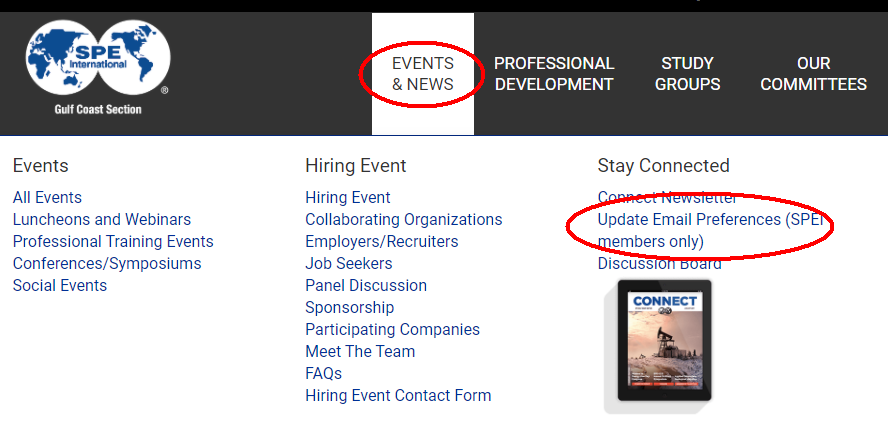 SPE
International
®
Gulf Coast Section
EVENTS
& NEWS
PROFESSIONAL
DEVELOPMENT
STUDY
GROUPS
OUR
COMMITTEES
Events
All Events
Luncheons and Webinars
Professional Training Events
Conferences/Symposiums
Social Events
Hiring Event
Hiring Event
Collaborating Organizations
Employers/Recruiters
Job Seekers
Panel Discussion
Sponsorship
Participating Companies
Meet The Team
FAQs
Hiring Event Contact Form
Stay Connected
Connect Newsletter
Update Email Preferences (SPEI
members only)
Discussion Board
CONNECT